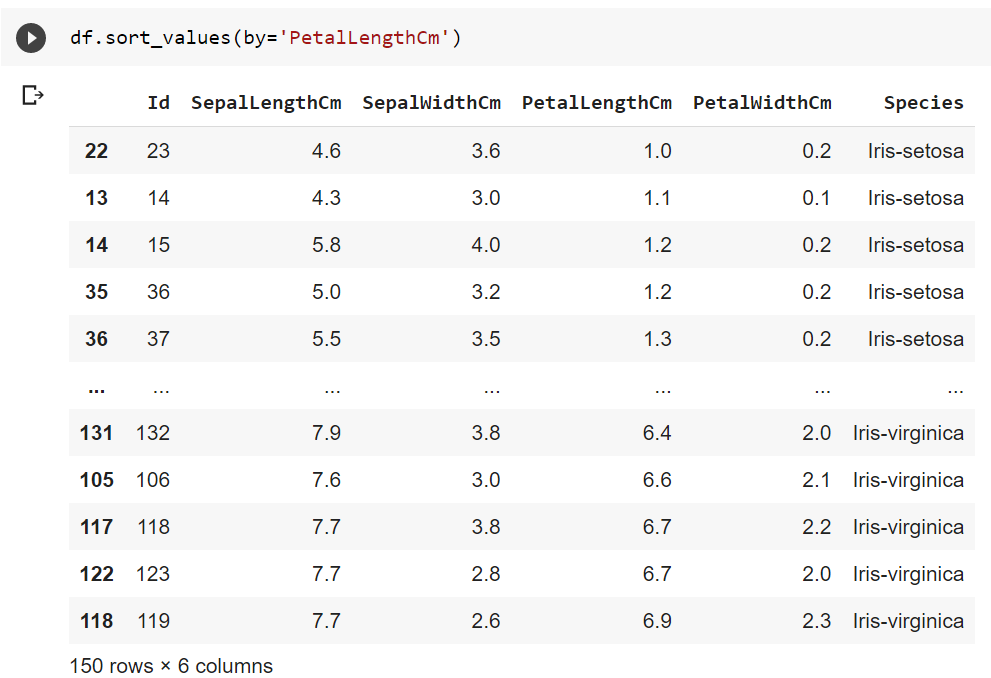 df.sort_values(by='PetalLengthCm')
Id SepalLengthCm SepalWidthCm PetalLengthCm PetalWidthCm Species
22 23 4.6 3.6 1.0 0.2 Iris-setosa
13 14 4.3 3.0 1.1 0.1 Iris-setosa
14 15 5.8 4.0 1.2 0.2 Iris-setosa
35 36 5.0 3.2 1.2 0.2 Iris-setosa
36 37 5.5 3.5 1.3 0.2 Iris-setosa
... ... ... ... ... ... ...
131 132 7.9 3.8 6.4 2.0 Iris-virginica
105 106 7.6 3.0 6.6 2.1 Iris-virginica
117 118 7.7 3.8 6.7 2.2 Iris-virginica
122 123 7.7 2.8 6.7 2.0 Iris-virginica
118 119 7.7 2.6 6.9 2.3 Iris-virginica
150 rows × 6 columns